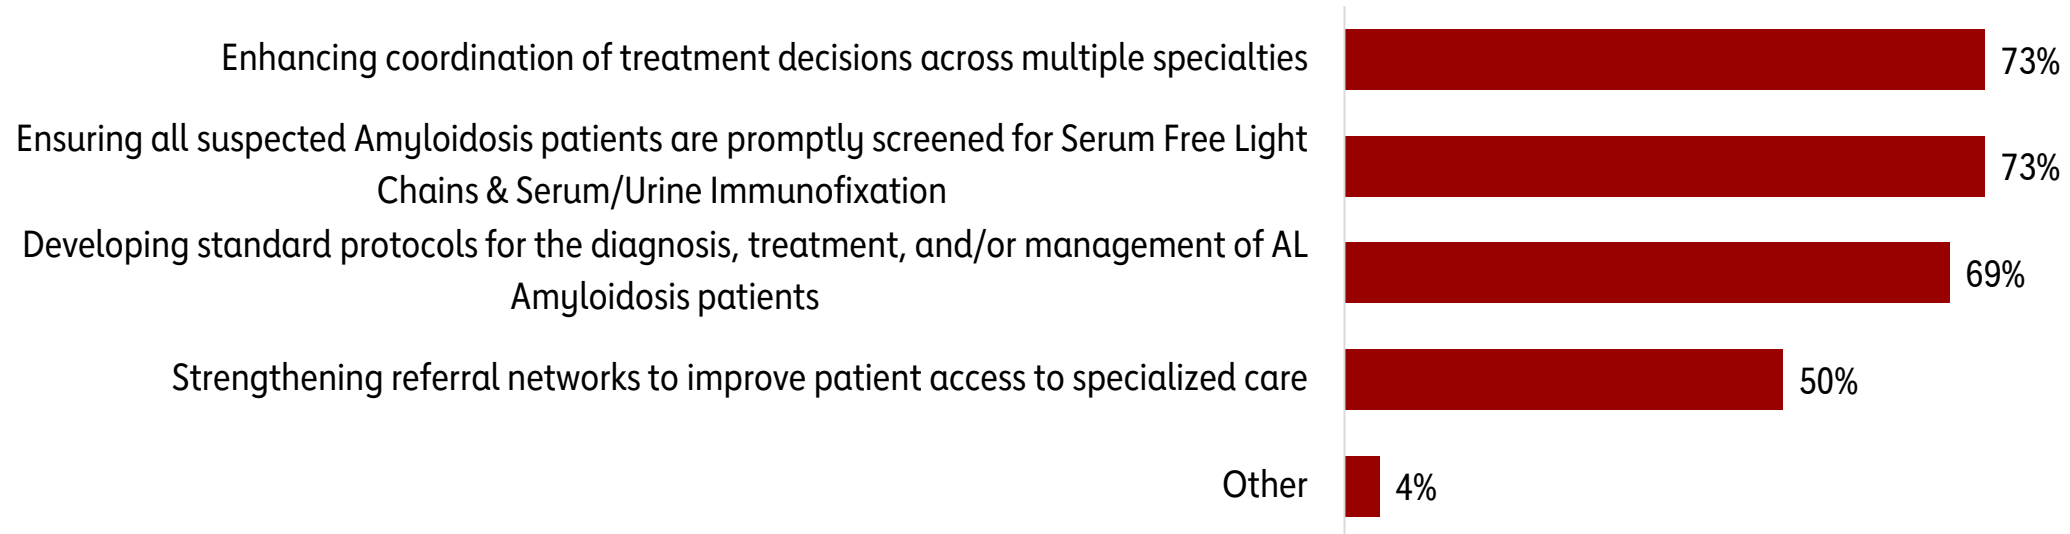 Enhancing coordination of treatment decisions across multiple specialties
73%
Ensuring all suspected Amyloidosis patients are promptly screened for Serum Free Light
Chains & Serum/Urine Immunofixation
73%
Developing standard protocols for the diagnosis, treatment, and/or management of AL
Amyloidosis patients
69%
Strengthening referral networks to improve patient access to specialized care
50%
Other
4%